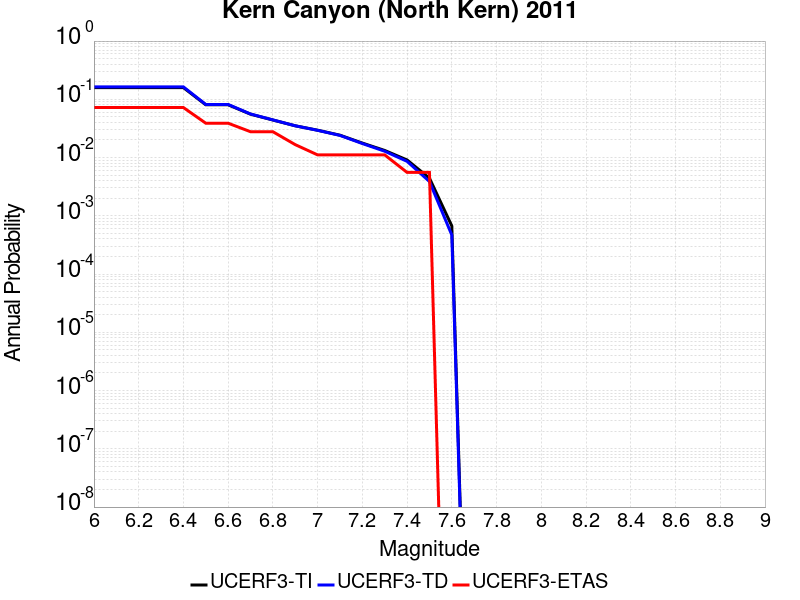 Kern Canyon (North Kern) 2011
Annual Probability
10^0
10^-1
10^-2
10^-3
10^-4
10^-5
10^-6
10^-7
10^-8
6 6.2 6.4 6.6 6.8 7 7.2 7.4 7.6 7.8 8 8.2 8.4 8.6 8.8 9
Magnitude
UCERF3-TI UCERF3-TD UCERF3-ETAS